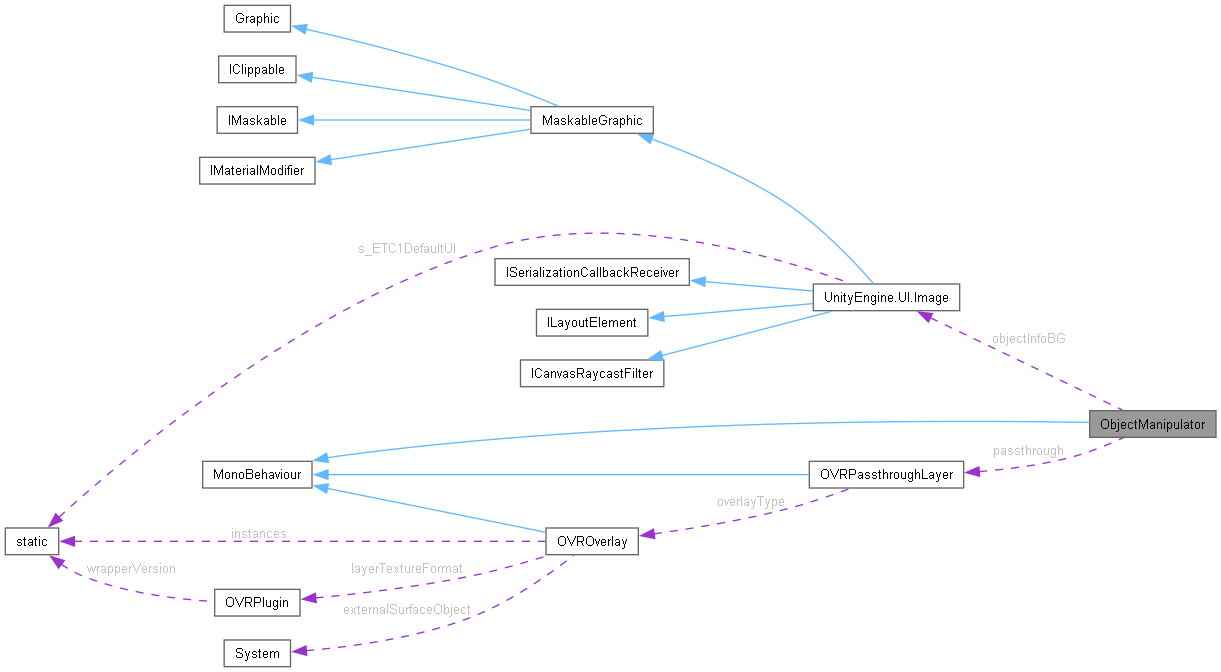 Graphic
IClippable
IMaskable
MaskableGraphic
IMaterialModifier
s_ETC1DefaultUI
ISerializationCallbackReceiver
UnityEngine.UI.Image
ILayoutElement
objectInfoBG
ICanvasRaycastFilter
ObjectManipulator
passthrough
MonoBehaviour
OVRPassthroughLayer
overlayType
instances
static
OVROverlay
wrapperVersion
layerTextureFormat
OVRPlugin
externalSurfaceObject
System